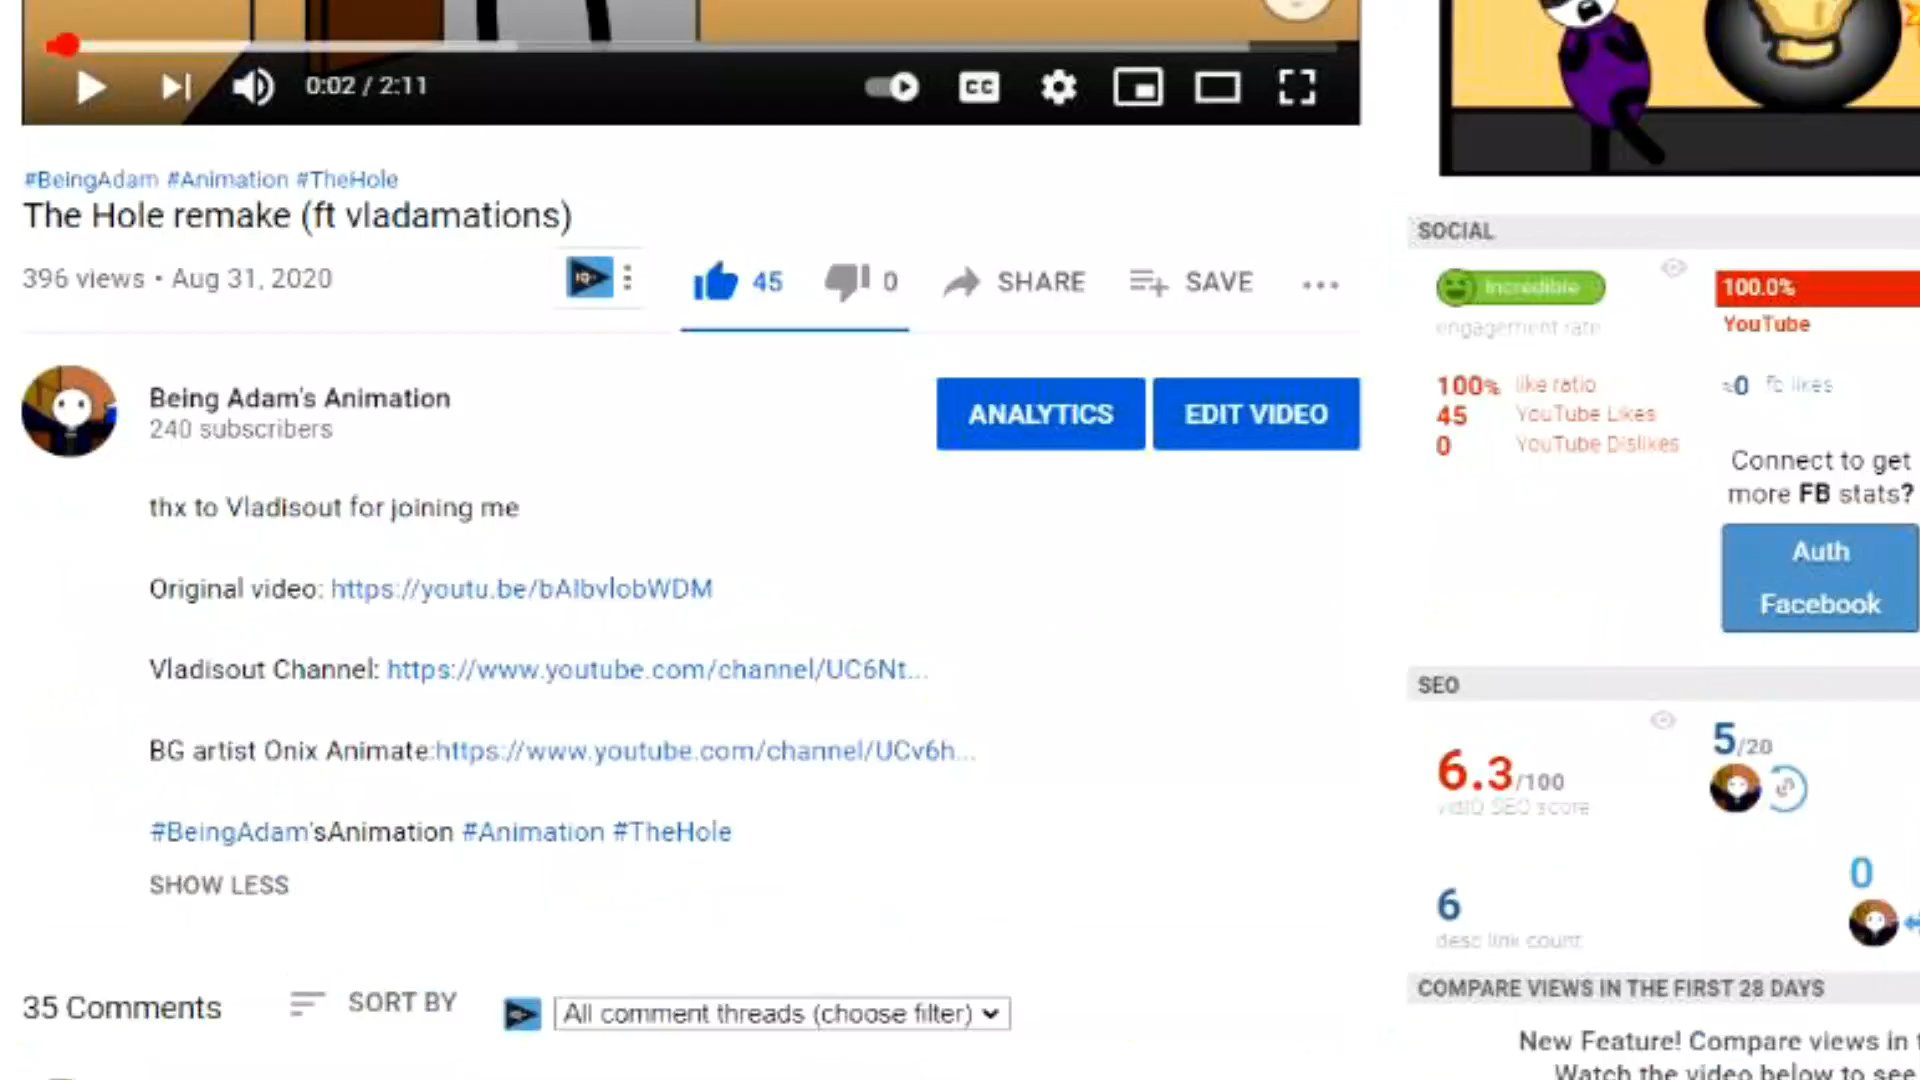 0:02 / 2:11
CC
#BeingAdam #Animation #TheHole
The Hole remake (ft vladamations)
396 views • Aug 31, 2020
45
0
SHARE
SAVE
Being Adam's Animation
240 subscribers
ANALYTICS
EDIT VIDEO
thx to Vladisout for joining me
Original video: https://youtu.be/bAIbvlobWDM
Vladisout Channel: https://www.youtube.com/channel/UC6Nt...
BG artist Onix Animate:https://www.youtube.com/channel/UCv6h...
#BeingAdam'sAnimation #Animation #TheHole
SHOW LESS
35 Comments
SORT BY
All comment threads (choose filter)
SOCIAL
Incredible
engagement rate
100.0%
YouTube
100% like ratio
45 YouTube Likes
0 YouTube Dislikes
0 fb likes
Connect to get
more FB stats?
Auth
Facebook
SEO
6.3/100
vidIQ SEO score
5/20
6
desc link count
0
COMPARE VIEWS IN THE FIRST 28 DAYS
New Feature! Compare views in t
Watch the video below to see